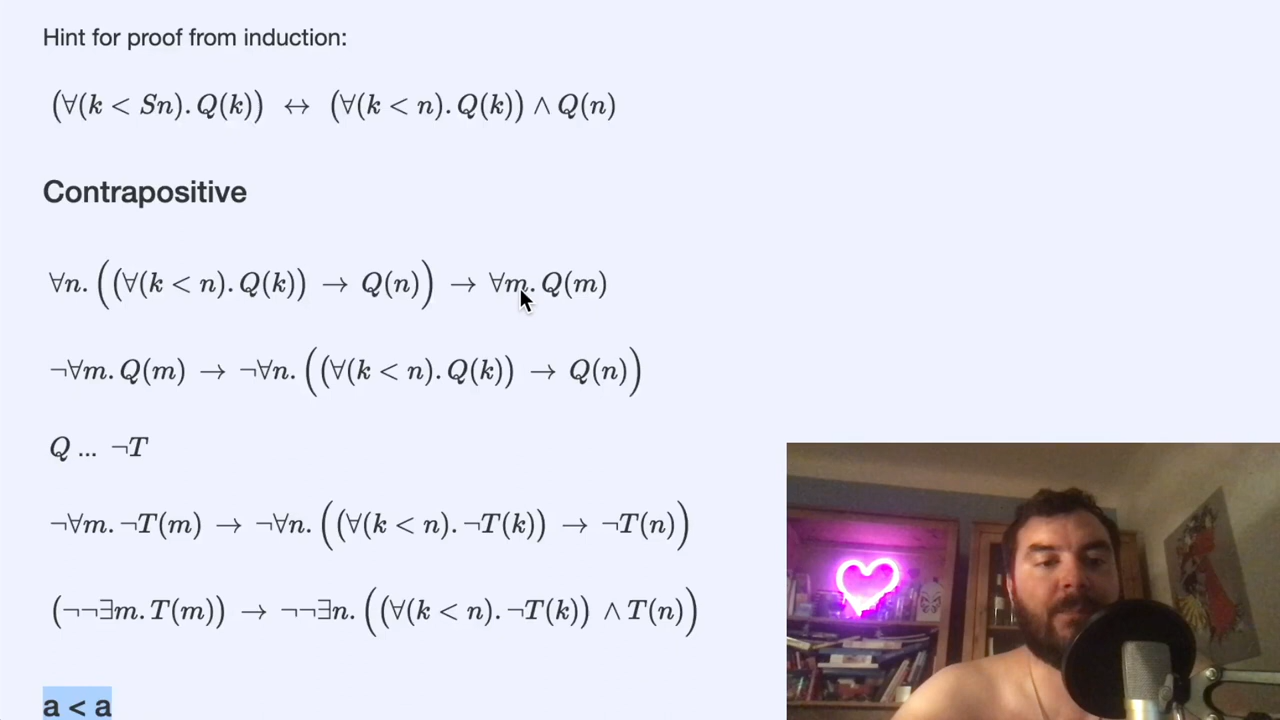 Hint for proof from induction:
(∀(k < Sn). Q(k)) ↔ (∀(k < n). Q(k)) ∧ Q(n)
Contrapositive
∀n. ((∀(k < n). Q(k)) → Q(n)) → ∀m. Q(m)
¬∀m. Q(m) → ¬∀n. ((∀(k < n). Q(k)) → Q(n))
Q ... ¬T
¬∀m. ¬T(m) → ¬∀n. ((∀(k < n). ¬T(k)) → ¬T(n))
(¬¬∃m. T(m)) → ¬¬∃n. ((∀(k < n). ¬T(k)) ∧ T(n))
a < a